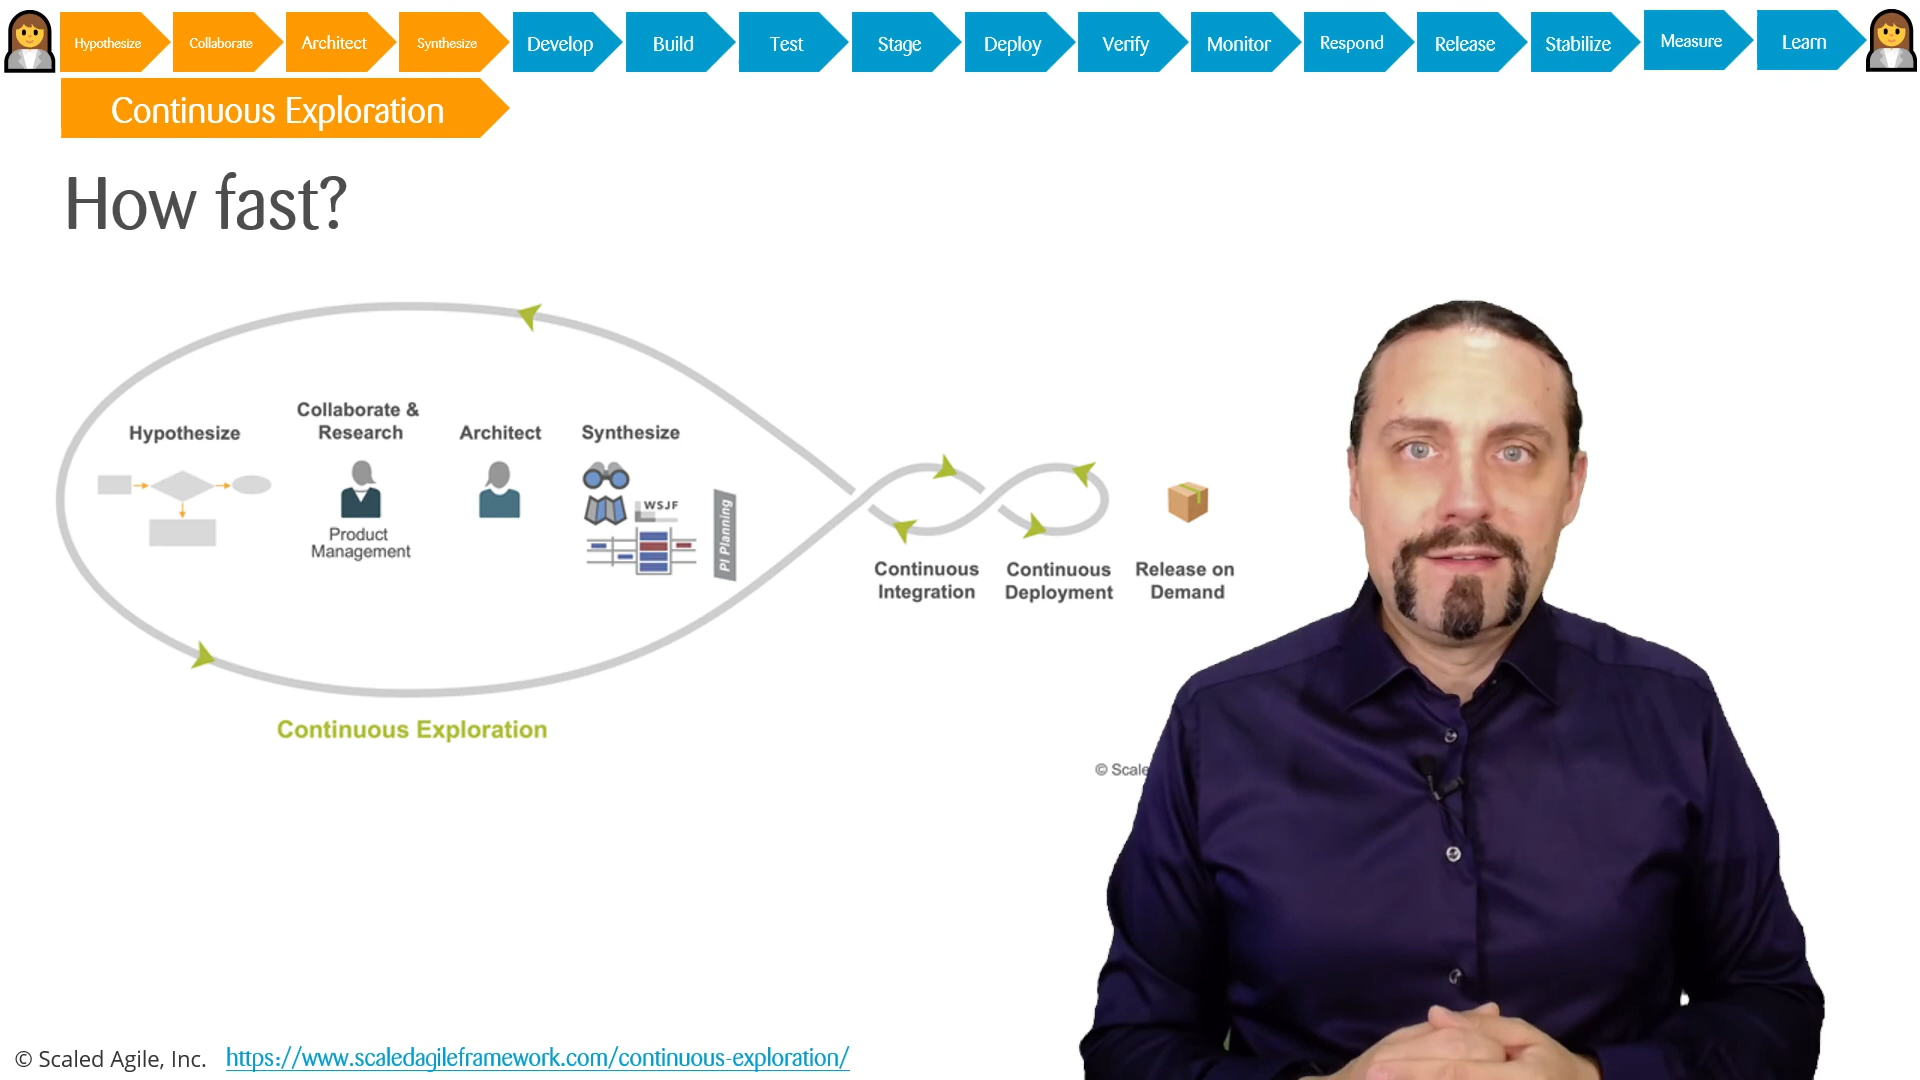 Hypothesize
Collaborate
Architect
Synthesize
Develop
Build
Test
Stage
Deploy
Verify
Monitor
Respond
Release
Stabilize
Measure
Learn
Continuous Exploration
How fast?
Hypothesize
Collaborate &
Research
Product
Management
Architect
Synthesize
WSJF
PI Planning
Continuous
Integration
Continuous
Deployment
Release on
Demand
Continuous Exploration
© Scale
© Scaled Agile, Inc. https://www.scaledagileframework.com/continuous-exploration/